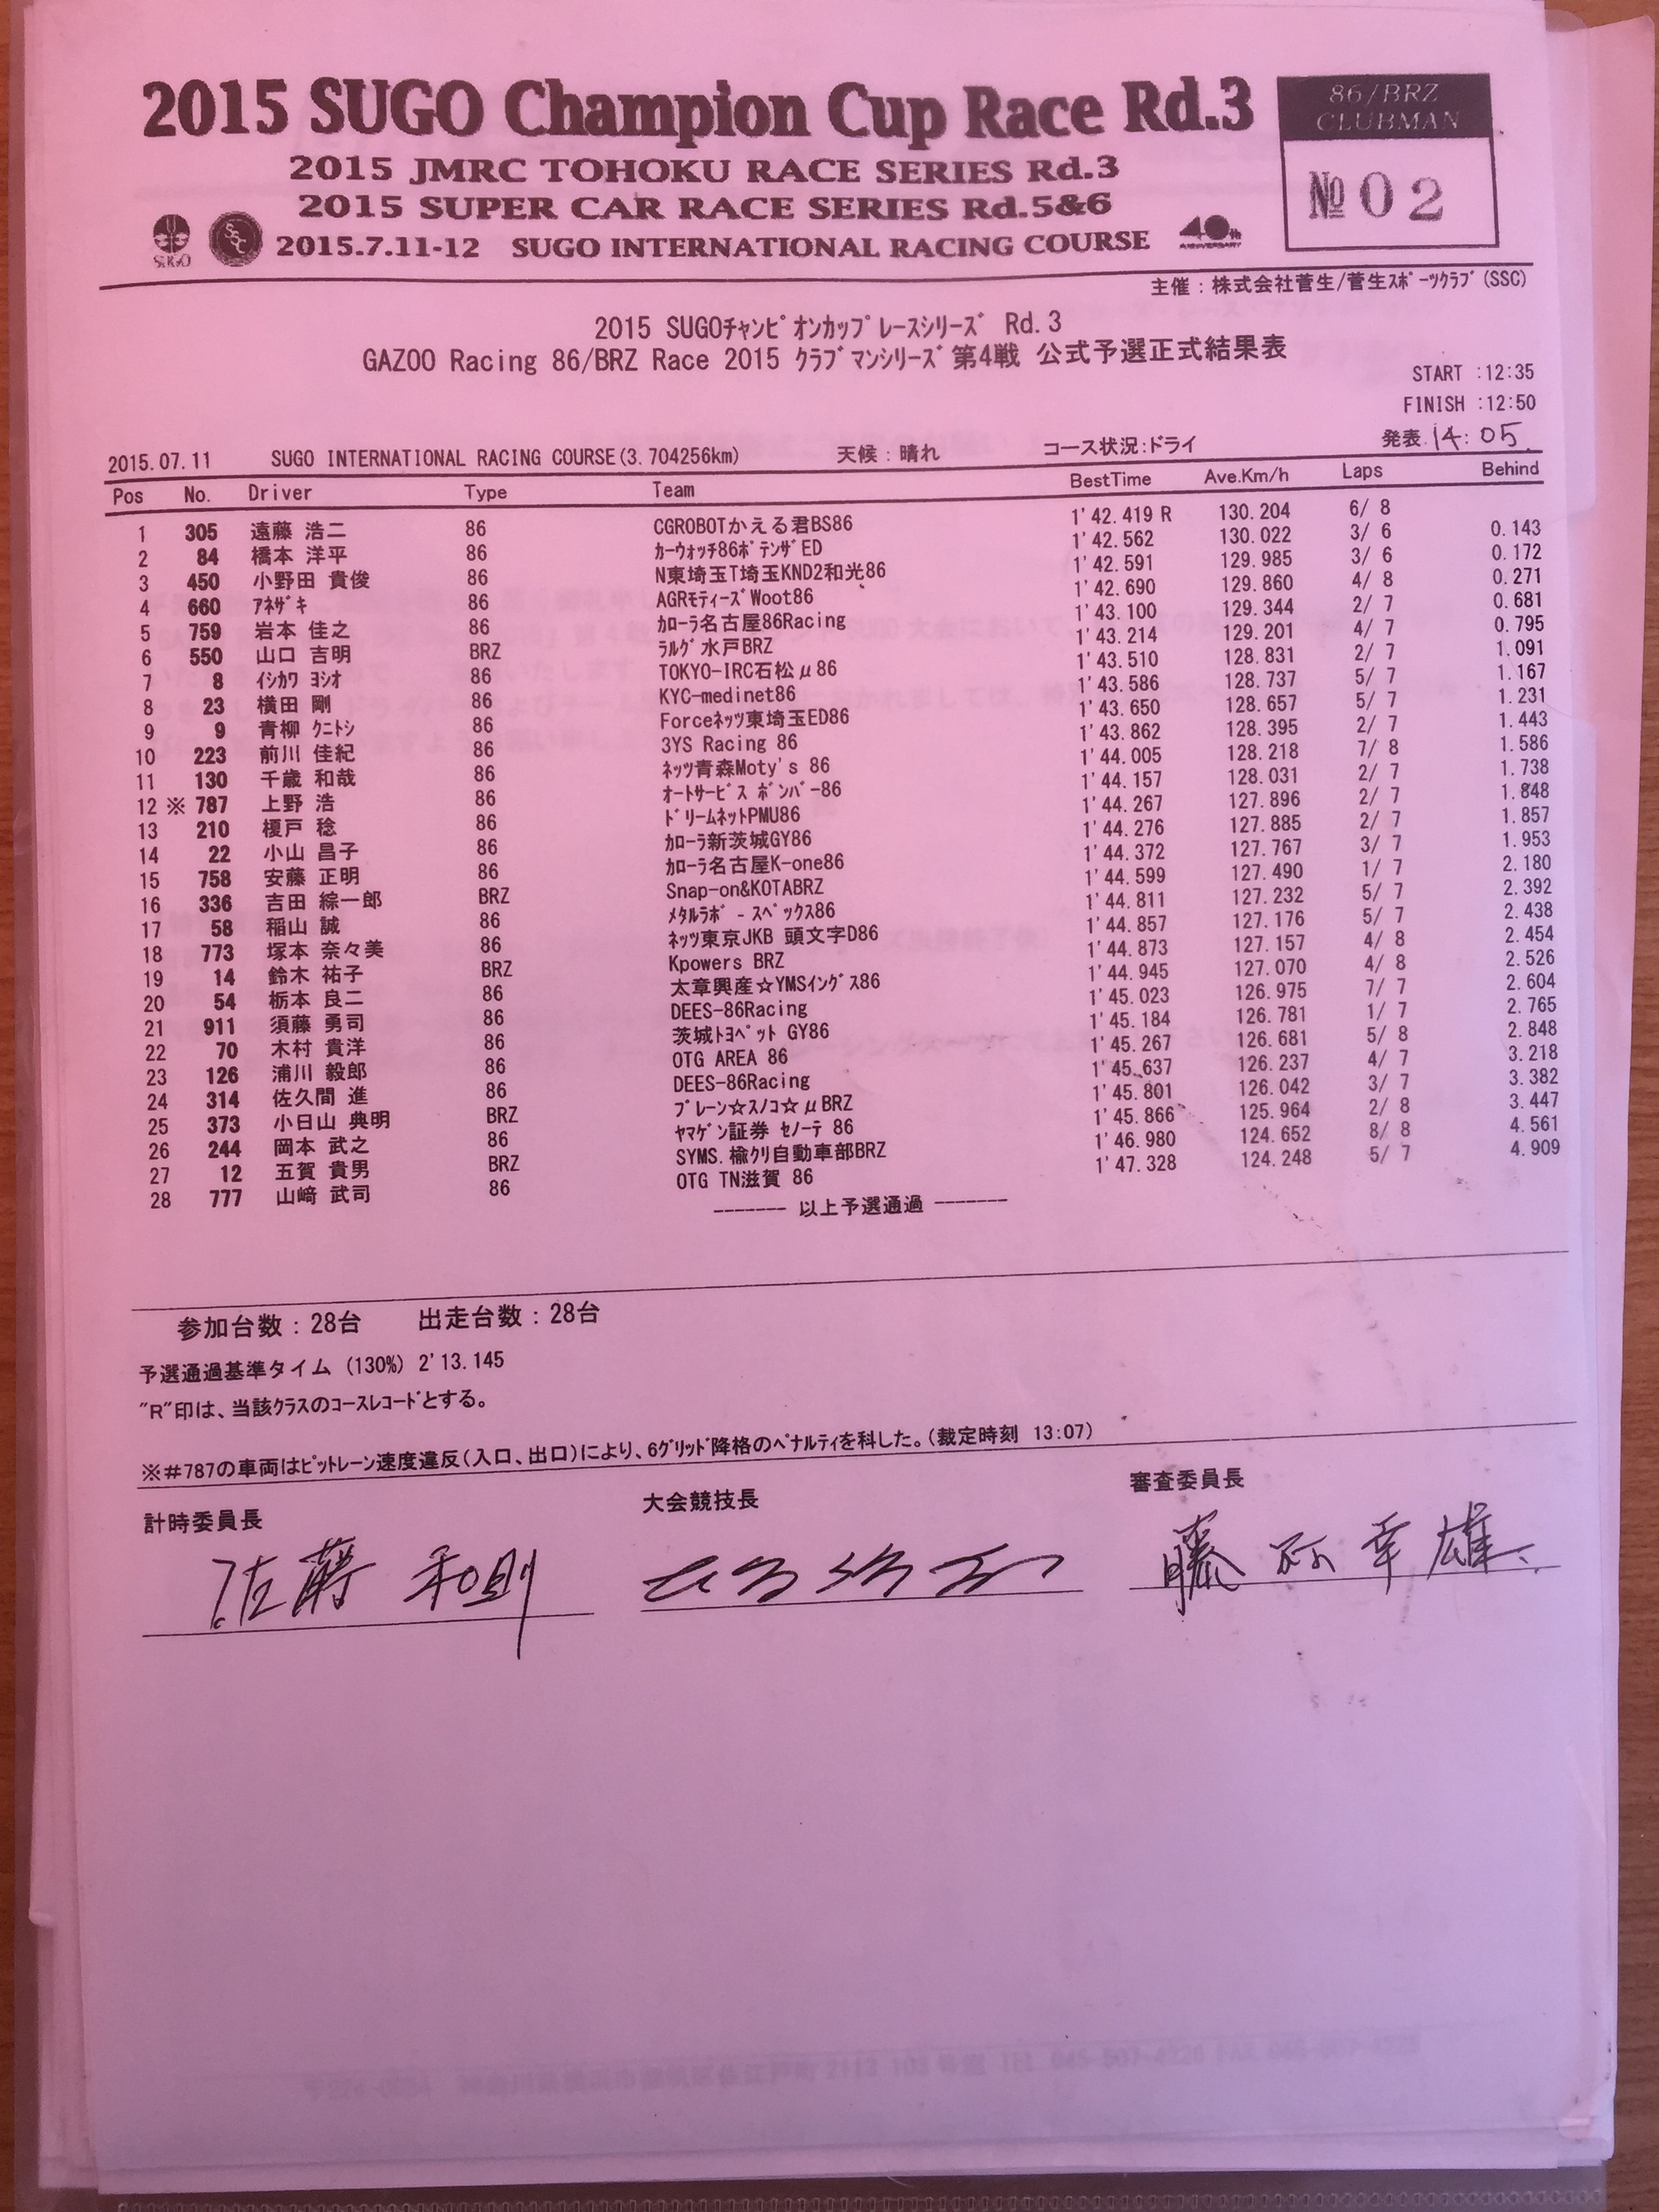 2015 SUGO Champion Cup Race Rd.3
86/BRZ
CLUBMAN
2015 JMRC TOHOKU RACE SERIES Rd.3
2015 SUPER CAR RACE SERIES Rd.5&6
№ 02
SUGO SSC 2015.7.11-12 SUGO INTERNATIONAL RACING COURSE 40th ANNIVERSARY
主催：株式会社菅生/菅生ｽﾎﾟｰﾂｸﾗﾌﾞ(SSC)
2015 SUGOﾁｬﾝﾋﾟｵﾝｶｯﾌﾟﾚｰｽｼﾘｰｽﾞ Rd.3
GAZOO Racing 86/BRZ Race 2015 ｸﾗﾌﾞﾏﾝｼﾘｰｽﾞ第4戦 公式予選正式結果表
START :12:35
FINISH :12:50
発表 14:05
2015.07.11 SUGO INTERNATIONAL RACING COURSE(3.704256km) 天候：晴れ コース状況:ドライ
Pos No. Driver Type Team BestTime Ave.Km/h Laps Behind
1 305 遠藤 浩二 86 CGROBOTかえる君BS86 1'42.419 R 130.204 6/ 8
2 84 橋本 洋平 86 ｶｰｳｫｯﾁ86ﾎﾟﾃﾝｻﾞED 1'42.562 130.022 3/ 6 0.143
3 450 小野田 貴俊 86 N東埼玉T埼玉KND2和光86 1'42.591 129.985 3/ 6 0.172
4 660 ｱﾈｻﾞｷ 86 AGRﾓﾃｨｰｽﾞWoot86 1'42.690 129.860 4/ 8 0.271
5 759 岩本 佳之 86 ｶﾛｰﾗ名古屋86Racing 1'43.100 129.344 2/ 7 0.681
6 550 山口 吉明 BRZ ﾗﾙｸﾞ水戸BRZ 1'43.214 129.201 4/ 7 0.795
7 8 ｲｼｶﾜ ﾖｼｵ 86 TOKYO-IRC石松μ86 1'43.510 128.831 2/ 7 1.091
8 23 横田 剛 86 KYC-medinet86 1'43.586 128.737 5/ 7 1.167
9 9 青柳 ｸﾆﾄｼ 86 Forceﾈｯﾂ東埼玉ED86 1'43.650 128.657 5/ 7 1.231
10 223 前川 佳紀 86 3YS Racing 86 1'43.862 128.395 2/ 7 1.443
11 130 千歳 和哉 86 ﾈｯﾂ青森Moty's 86 1'44.005 128.218 7/ 8 1.586
12 ※ 787 上野 浩 86 ｵｰﾄｻｰﾋﾞｽ ﾎﾞﾝﾊﾞｰ86 1'44.157 128.031 2/ 7 1.738
13 210 榎戸 稔 86 ﾄﾞﾘｰﾑﾈｯﾄPMU86 1'44.267 127.896 2/ 7 1.848
14 22 小山 昌子 86 ｶﾛｰﾗ新茨城GY86 1'44.276 127.885 2/ 7 1.857
15 758 安藤 正明 86 ｶﾛｰﾗ名古屋K-one86 1'44.372 127.767 3/ 7 1.953
16 336 吉田 綜一郎 BRZ Snap-on&KOTABRZ 1'44.599 127.490 1/ 7 2.180
17 58 稲山 誠 86 ﾒﾀﾙﾗﾎﾞ-ｽﾍﾟｯｸｽ86 1'44.811 127.232 5/ 7 2.392
18 773 塚本 奈々美 86 ﾈｯﾂ東京JKB 頭文字D86 1'44.857 127.176 5/ 7 2.438
19 14 鈴木 祐子 BRZ Kpowers BRZ 1'44.873 127.157 4/ 8 2.454
20 54 栃本 良二 86 太章興産☆YMSｲﾝｸﾞｽ86 1'44.945 127.070 4/ 8 2.526
21 911 須藤 勇司 86 DEES-86Racing 1'45.023 126.975 7/ 7 2.604
22 70 木村 貴洋 86 茨城ﾄﾖﾍﾟｯﾄ GY86 1'45.184 126.781 1/ 7 2.765
23 126 浦川 毅郎 86 OTG AREA 86 1'45.267 126.681 5/ 8 2.848
24 314 佐久間 進 86 DEES-86Racing 1'45.637 126.237 4/ 7 3.218
25 373 小日山 典明 BRZ ﾌﾞﾚｰﾝ☆ｽﾉｺ☆μBRZ 1'45.801 126.042 3/ 7 3.382
26 244 岡本 武之 86 ﾔﾏｹﾞﾝ証券 ｾﾉｰﾃ 86 1'45.866 125.964 2/ 8 3.447
27 12 五賀 貴男 BRZ SYMS.楡ｸﾘ自動車部BRZ 1'46.980 124.652 8/ 8 4.561
28 777 山﨑 武司 86 OTG TN滋賀 86 1'47.328 124.248 5/ 7 4.909
------- 以上予選通過 -------
参加台数：28台 出走台数：28台
予選通過基準タイム (130%) 2'13.145
"R"印は、当該ｸﾗｽのｺｰｽﾚｺｰﾄﾞとする。
※＃787の車両はﾋﾟｯﾄﾚｰﾝ速度違反(入口、出口)により、6ｸﾞﾘｯﾄﾞ降格のﾍﾟﾅﾙﾃｨを科した。(裁定時刻 13:07)
計時委員長 大会競技長 審査委員長
佐藤 和則 幸雄